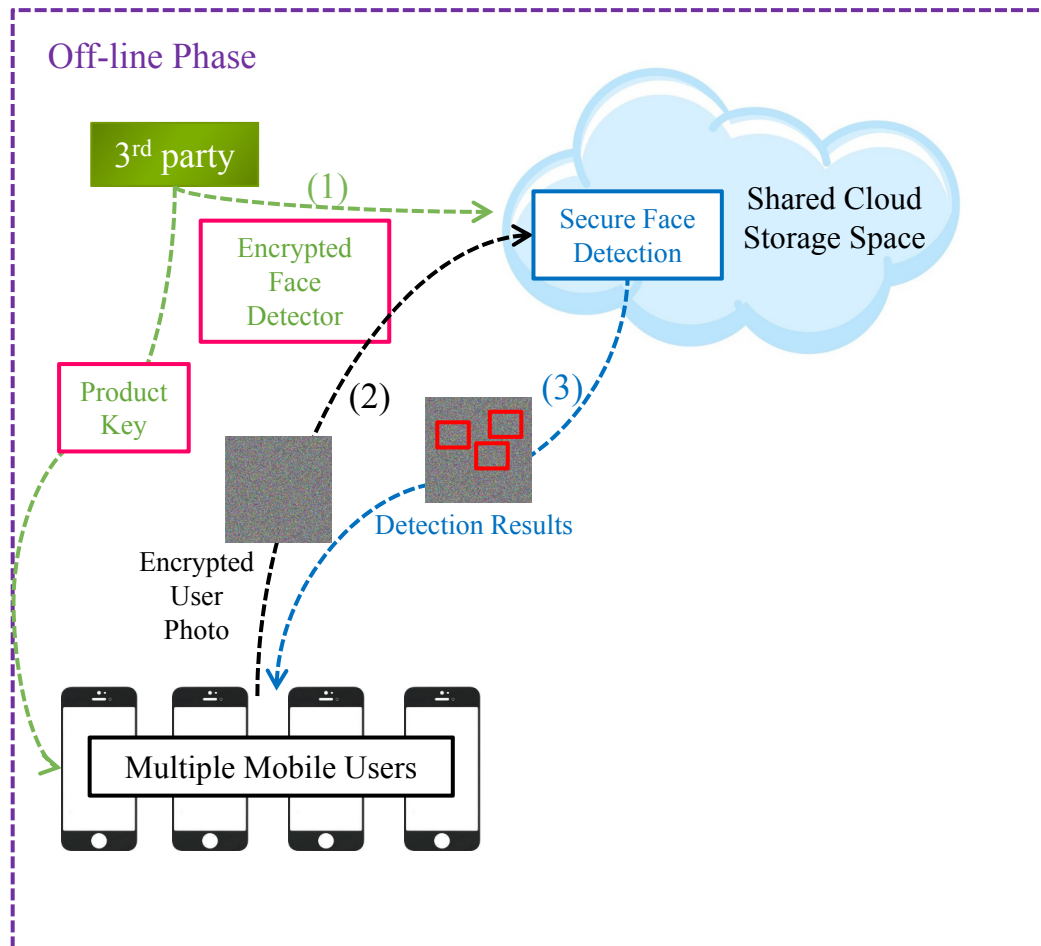 Off-line Phase
3rd party
(1)
Shared Cloud
Storage Space
Secure Face
Detection
Encrypted
Face
Detector
Product
Key
(2)
(3)
Detection Results
Encrypted
User
Photo
Multiple Mobile Users